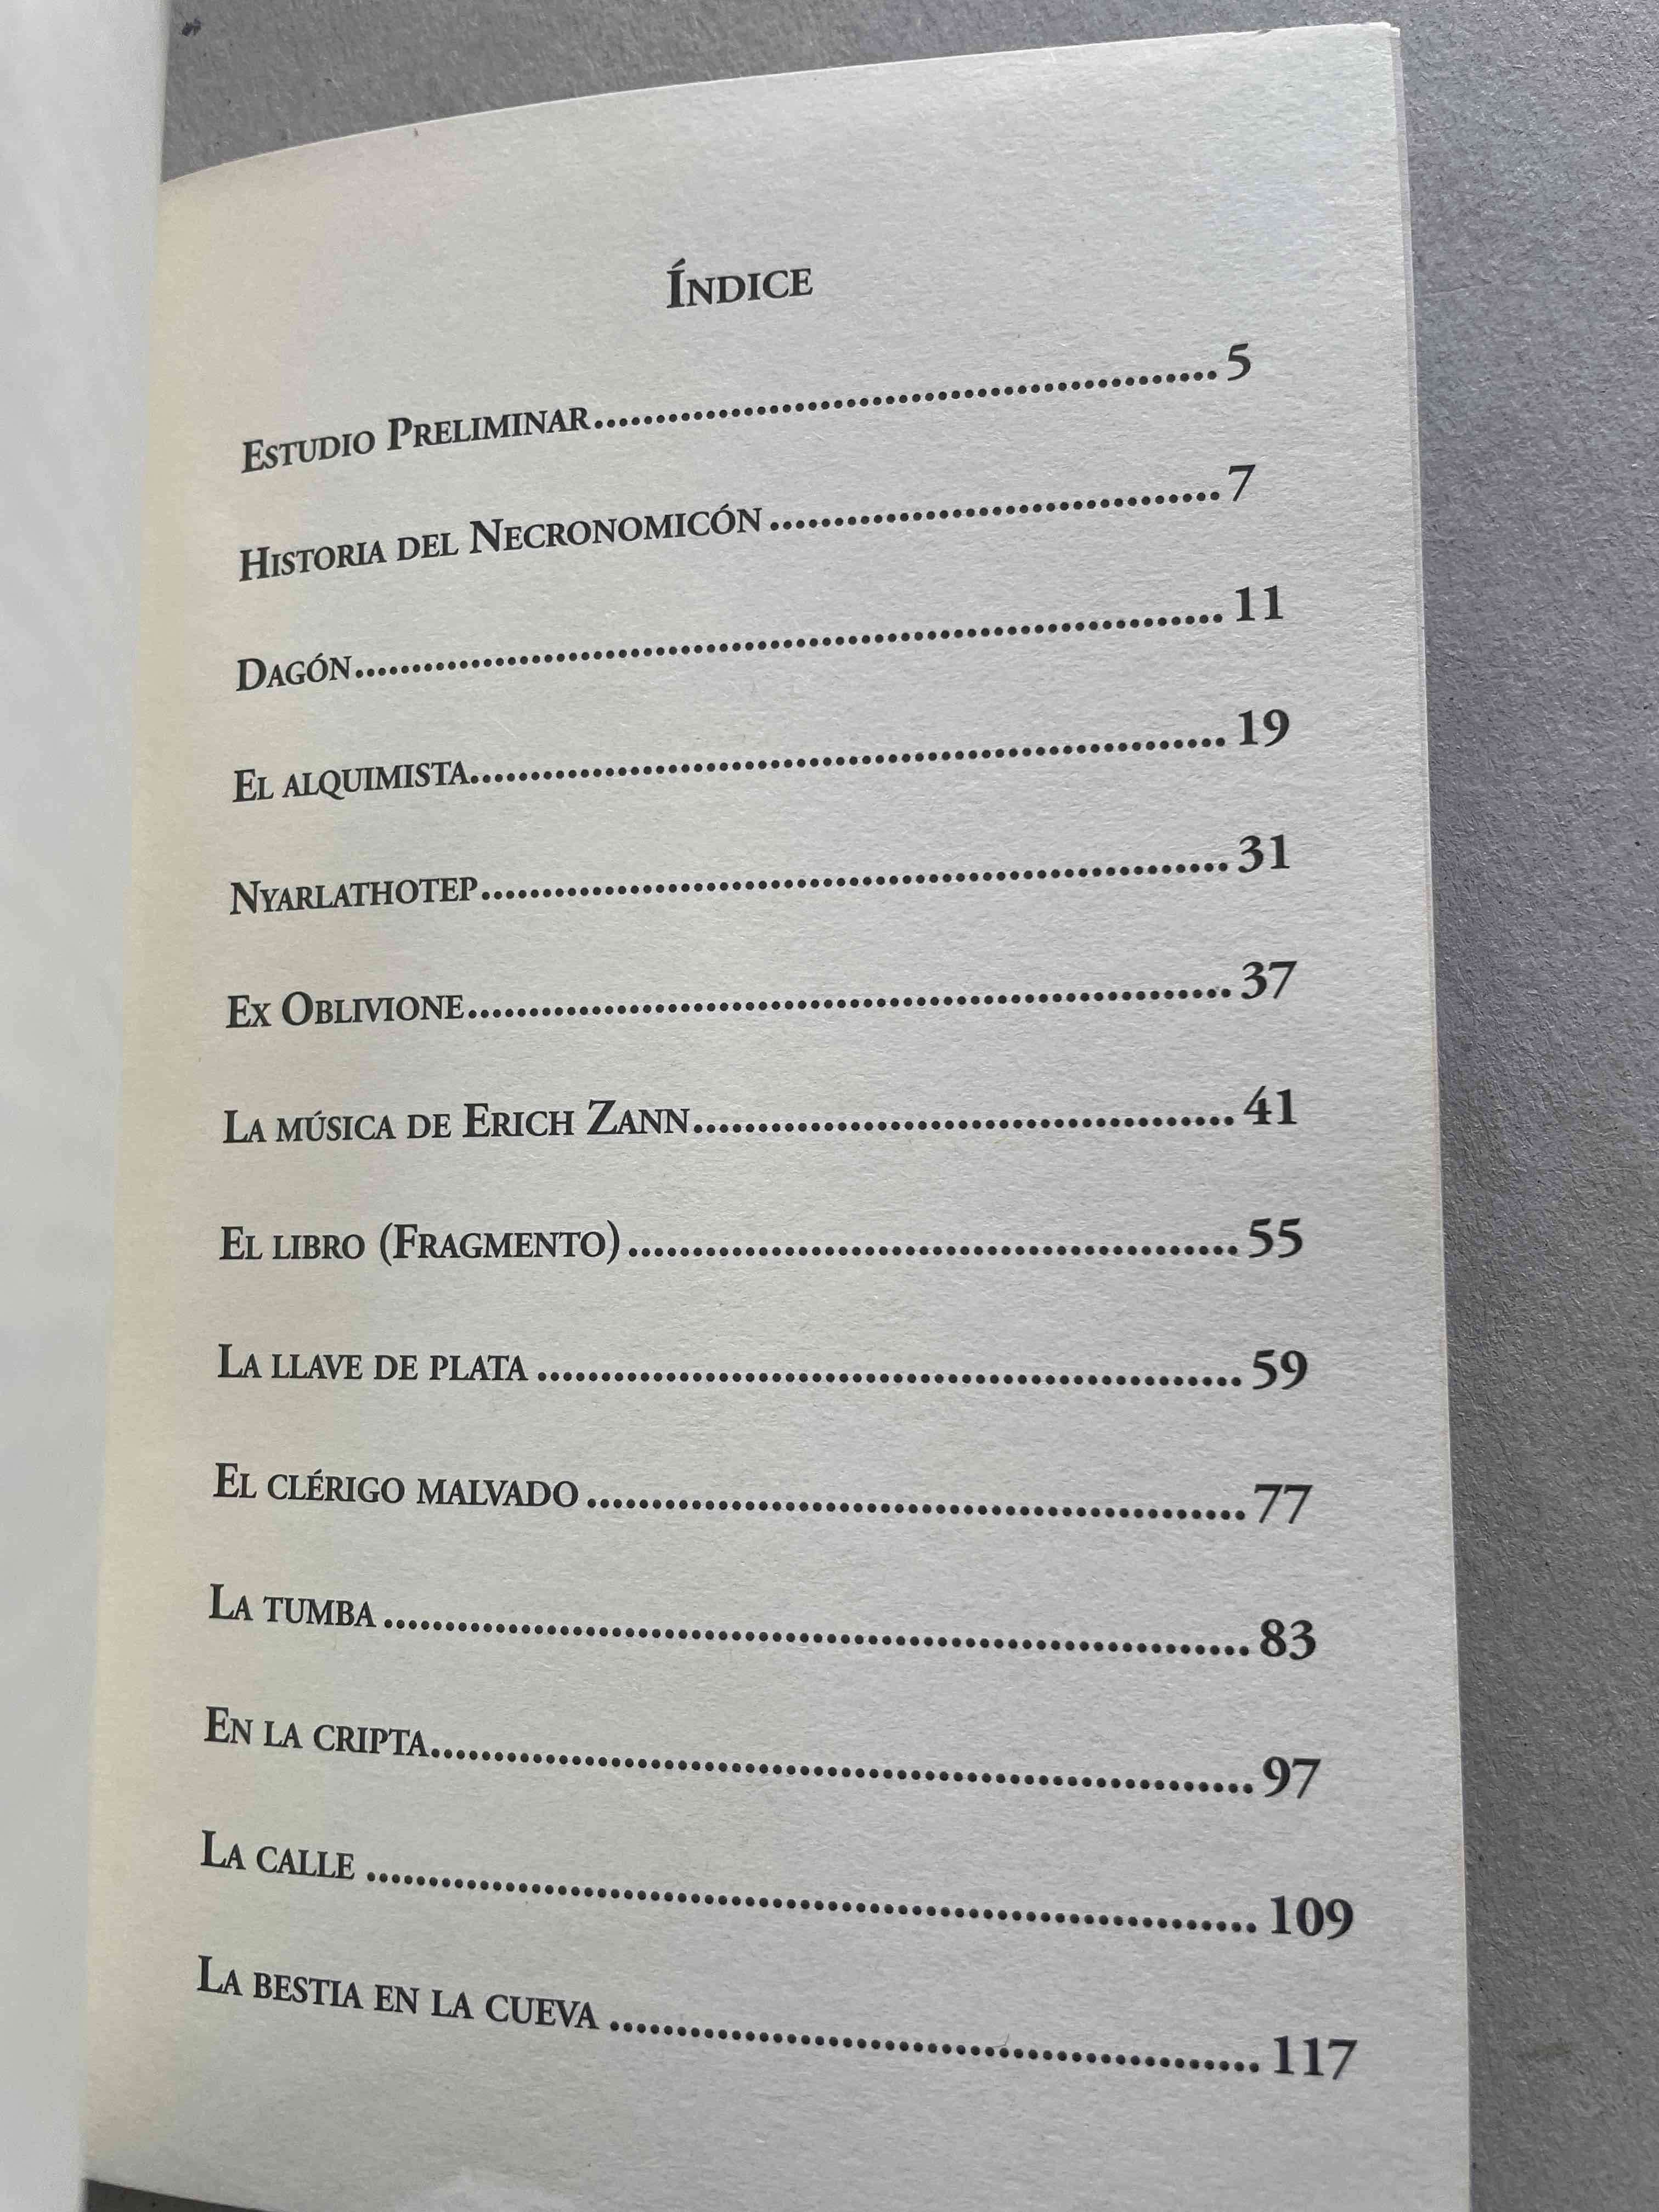 Índice
Estudio Preliminar 5
Historia del Necronomicón 7
Dagón 11
El alquimista 19
Nyarlathotep 31
Ex Oblivione 37
La música de Erich Zann 41
El libro (Fragmento) 55
La llave de plata 59
El clérigo malvado 77
La tumba 83
En la cripta 97
La calle 109
La bestia en la cueva 117